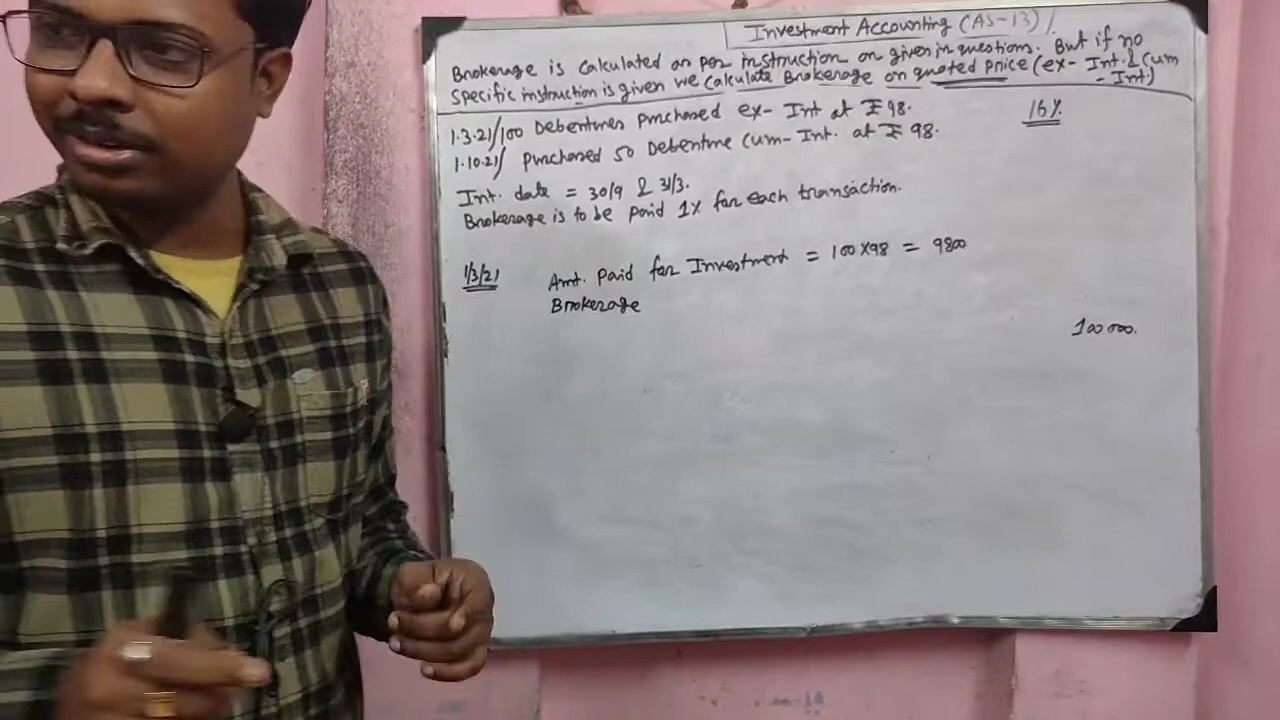 Investment Accounting (AS-13)
Brokerage is calculated as per instruction on given in questions. But if no
specific instruction is given we calculate Brokerage on quoted price (ex-Int. & cum
-Int.)
1.3.21/ 100 Debentures purchased ex-Int at ₹ 98.
16%
1.10.21/ purchased 50 Debenture cum-Int. at ₹ 98.
Int. date = 30/9 & 31/3.
Brokerage is to be paid 1% for each transaction.
1/3/21 Amt. paid for Investment = 100×98 = 9800
Brokerage
100000.